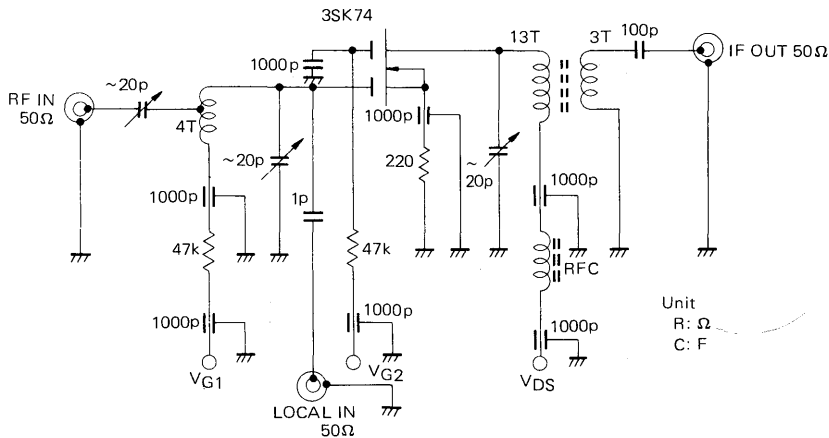 3SK74
13T
3T
100p
IF OUT 50Ω
1000p
~20p
RF IN
50Ω
4T
1000p
~20p
220
~
20p
1p
1000p
1000p
47k
47k
RFC
Unit
R: Ω
C: F
1000p
1000p
1000p
VG1
VG2
VDS
LOCAL IN
50Ω